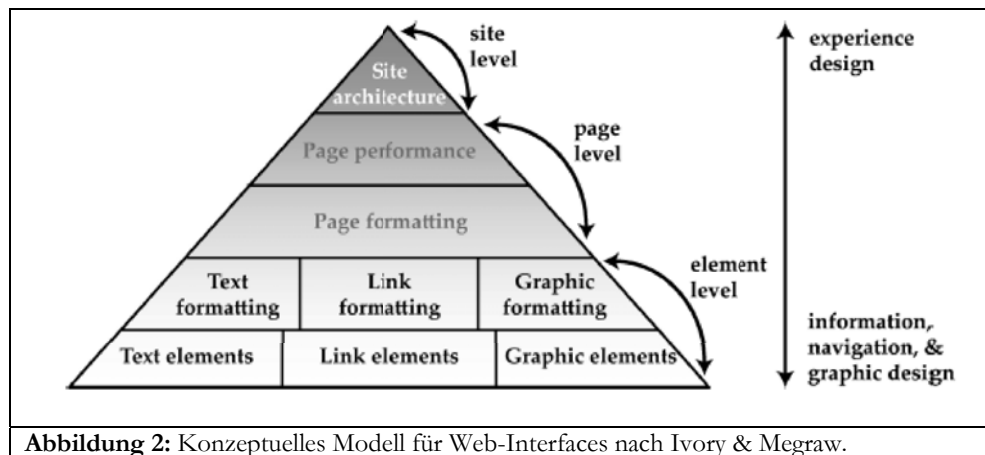 site
level
experience
design
Site
architecture
page
level
Page performance
Page formatting
element
level
Text
formatting
Link
formatting
Graphic
formatting
information,
navigation, &
graphic design
Text elements
Link elements
Graphic elements
Abbildung 2: Konzeptuelles Modell für Web-Interfaces nach Ivory & Megraw.